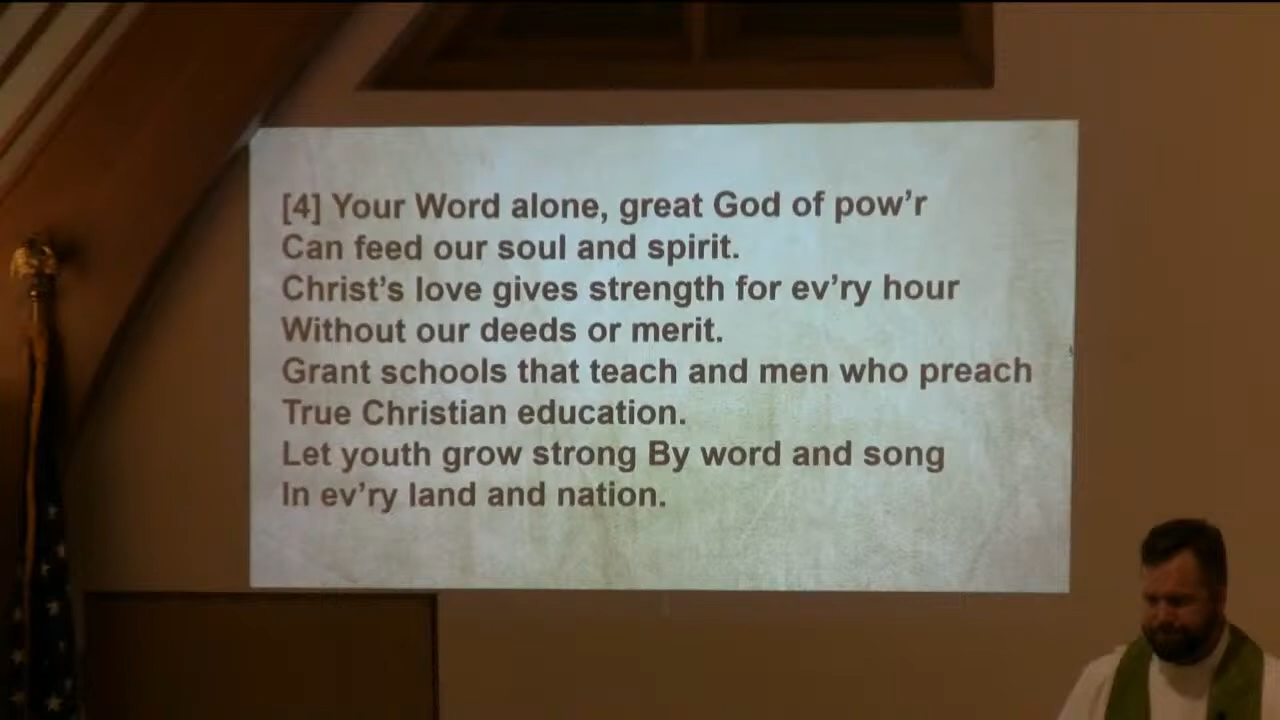 [4] Your Word alone, great God of pow’r
Can feed our soul and spirit.
Christ’s love gives strength for ev’ry hour
Without our deeds or merit.
Grant schools that teach and men who preach
True Christian education.
Let youth grow strong By word and song
In ev’ry land and nation.